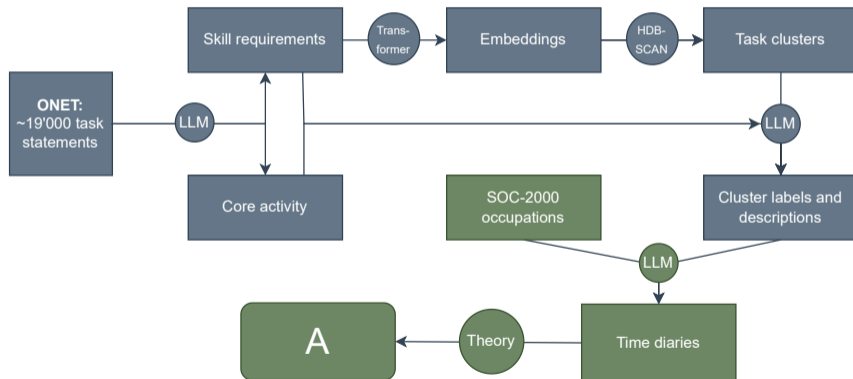 Skill requirements
Trans-
former
Embeddings
HDB-
SCAN
Task clusters
ONET:
~19'000 task
statements
LLM
LLM
Core activity
SOC-2000
occupations
Cluster labels and
descriptions
LLM
A
Theory
Time diaries